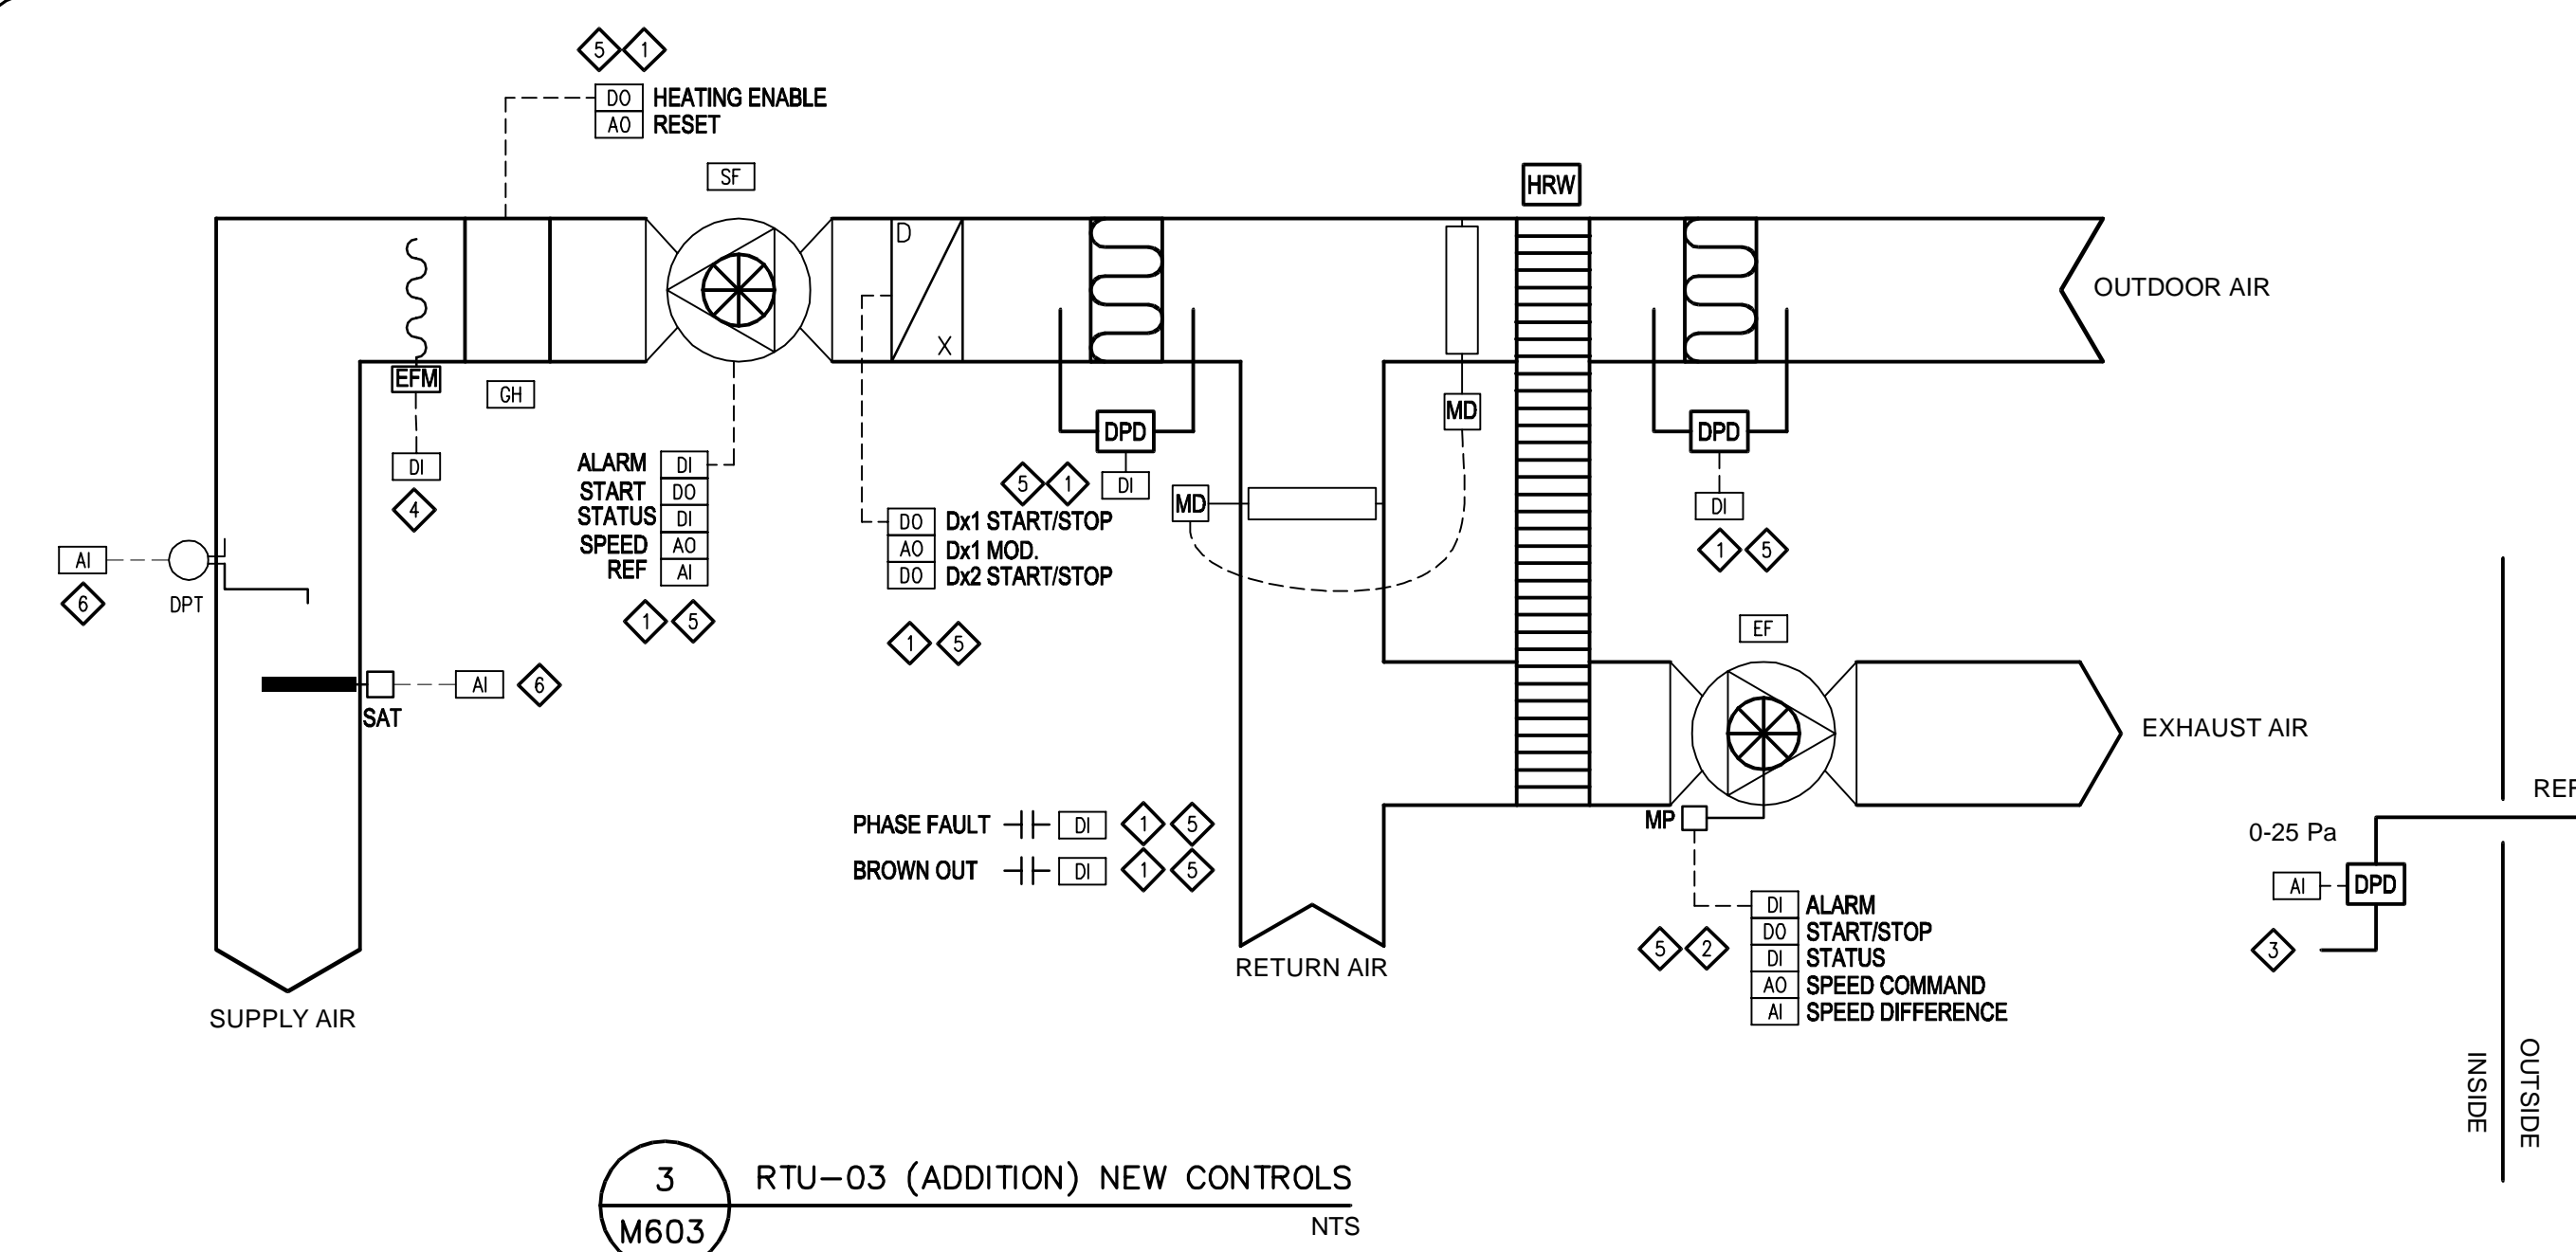 5 1
DO HEATING ENABLE
AO RESET
SF
HRW
D
X
OUTDOOR AIR
EFM
GH
DI
4
ALARM DI
START DO
STATUS DI
SPEED AO
REF AI
1 5
DO Dx1 START/STOP
AO Dx1 MOD.
DO Dx2 START/STOP
1 5
DPD
5 1 DI
MD
MD
DPD
DI
1 5
AI
6
DPT
SAT
AI 6
EF
EXHAUST AIR
PHASE FAULT DI 1 5
BROWN OUT DI 1 5
MP
5 2
DI ALARM
DO START/STOP
DI STATUS
AO SPEED COMMAND
AI SPEED DIFFERENCE
RETURN AIR
SUPPLY AIR
0-25 Pa
AI DPD
3
INSIDE
OUTSIDE
3
M603
RTU-03 (ADDITION) NEW CONTROLS
NTS